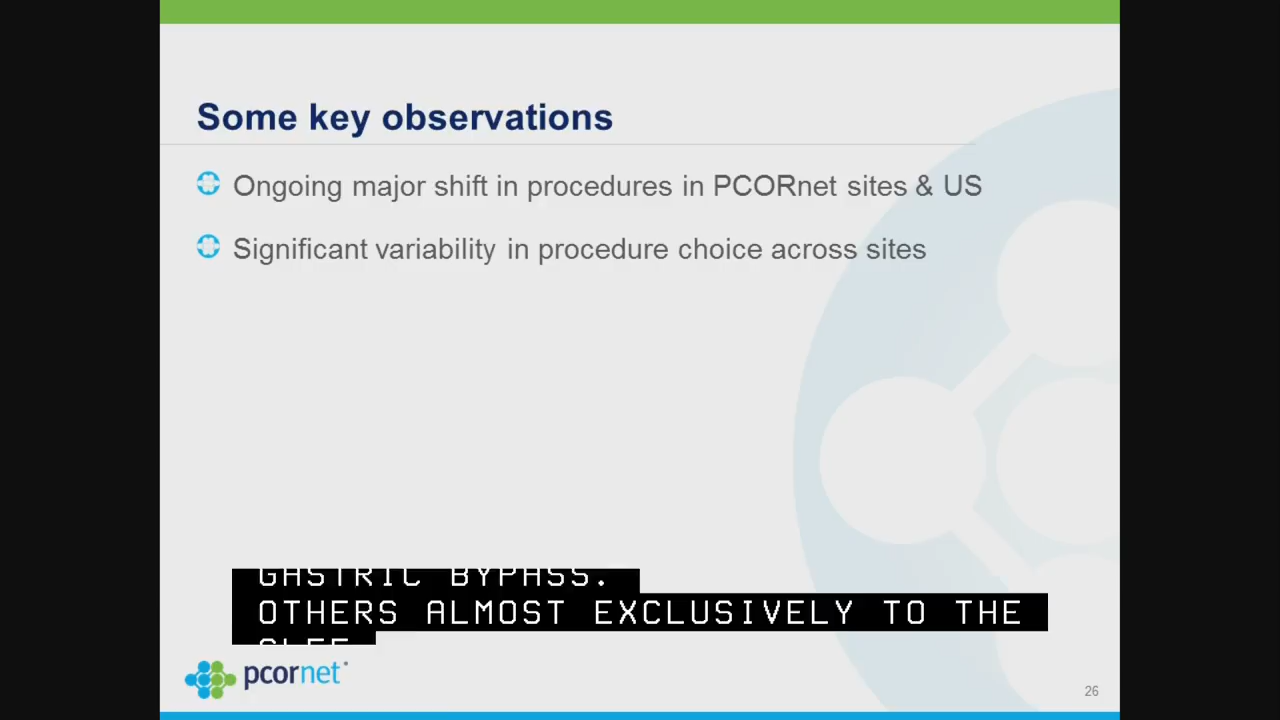 Some key observations
Ongoing major shift in procedures in PCORnet sites & US
Significant variability in procedure choice across sites
GASTRIC BYPASS.
OTHERS ALMOST EXCLUSIVELY TO THE
pcornet
26